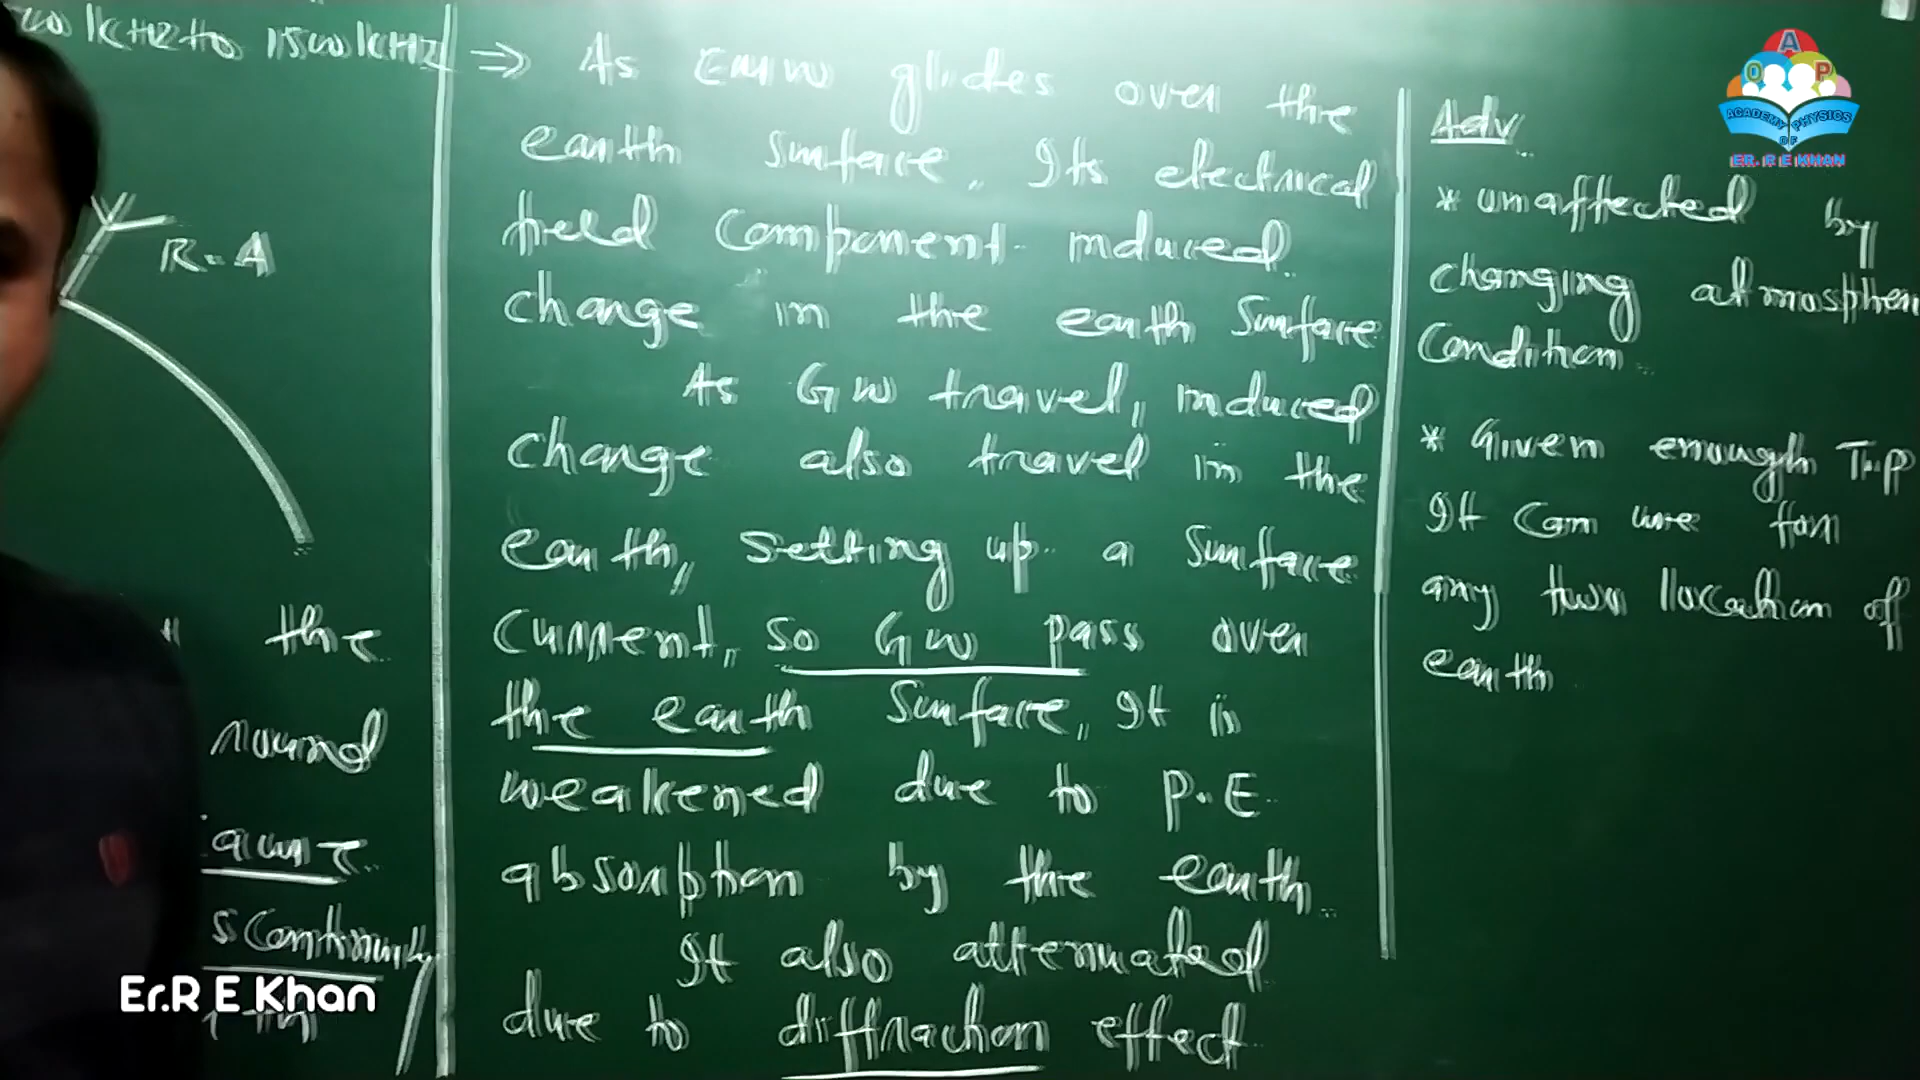 KHz to 1500 KHz
R.A
the
round
scontinuity
⇒ As EMW glides over the
earth surface, Its electrical
field component induced
change in the earth surface
As GW travel, induced
change also travel in the
earth, setting up a surface
current, so GW pass over
the earth surface, It is
weakened due to P.E
absorption by the earth
It also attenuated
due to diffraction effect
Adv
* unaffected by
changing atmospher
Condition
* Given enough Trp
It can use for
any two location of
earth
A
O P
ACADEMY PHYSICS
OF
ER. R E KHAN
Er.R E Khan